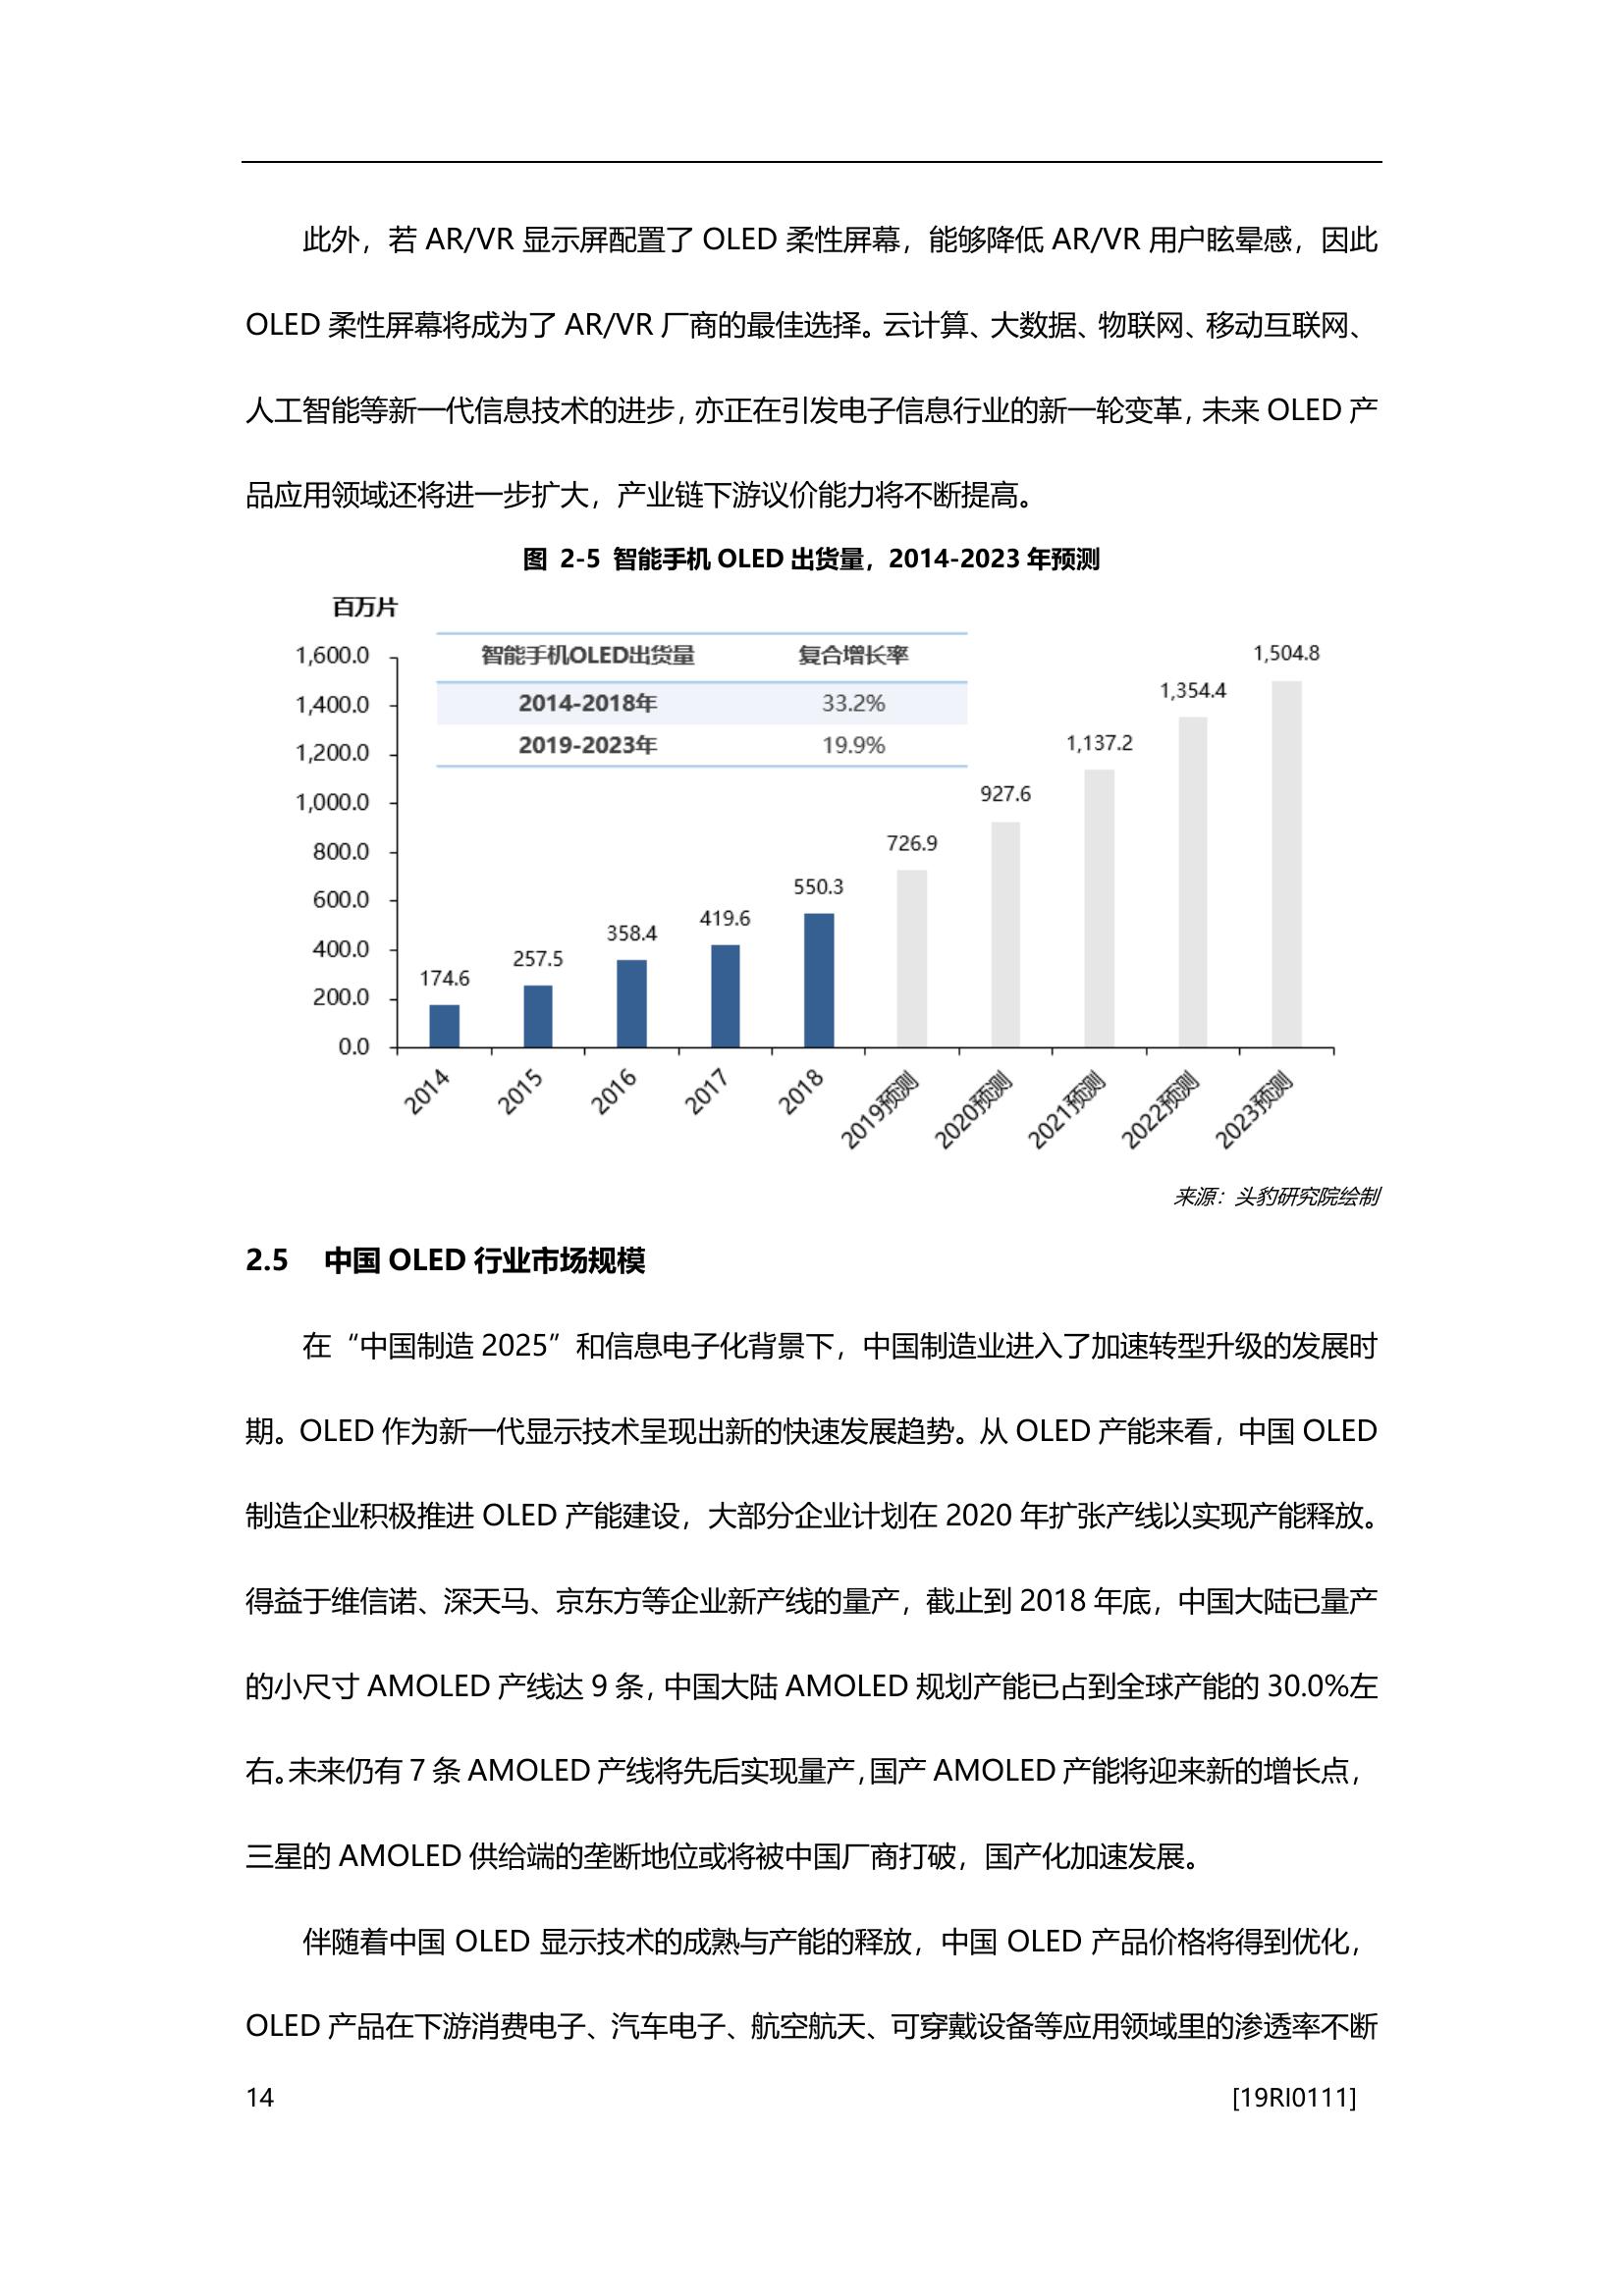 此外，若 AR/VR 显示屏配置了 OLED 柔性屏幕，能够降低 AR/VR 用户眩晕感，因此
OLED 柔性屏幕将成为了 AR/VR 厂商的最佳选择。云计算、大数据、物联网、移动互联网、
人工智能等新一代信息技术的进步，亦正在引发电子信息行业的新一轮变革，未来 OLED 产
品应用领域还将进一步扩大，产业链下游议价能力将不断提高。
图 2-5 智能手机 OLED 出货量，2014-2023 年预测
百万片
智能手机OLED出货量 复合增长率
2014-2018年 33.2%
2019-2023年 19.9%
1,600.0
1,400.0
1,200.0
1,000.0
800.0
600.0
400.0
200.0
0.0
174.6
257.5
358.4
419.6
550.3
726.9
927.6
1,137.2
1,354.4
1,504.8
2014
2015
2016
2017
2018
2019预测
2020预测
2021预测
2022预测
2023预测
来源：头豹研究院绘制
2.5 中国 OLED 行业市场规模
在“中国制造 2025”和信息电子化背景下，中国制造业进入了加速转型升级的发展时
期。OLED 作为新一代显示技术呈现出新的快速发展趋势。从 OLED 产能来看，中国 OLED
制造企业积极推进 OLED 产能建设，大部分企业计划在 2020 年扩张产线以实现产能释放。
得益于维信诺、深天马、京东方等企业新产线的量产，截止到 2018 年底，中国大陆已量产
的小尺寸 AMOLED 产线达 9 条，中国大陆 AMOLED 规划产能已占到全球产能的 30.0%左
右。未来仍有 7 条 AMOLED 产线将先后实现量产，国产 AMOLED 产能将迎来新的增长点，
三星的 AMOLED 供给端的垄断地位或将被中国厂商打破，国产化加速发展。
伴随着中国 OLED 显示技术的成熟与产能的释放，中国 OLED 产品价格将得到优化，
OLED 产品在下游消费电子、汽车电子、航空航天、可穿戴设备等应用领域里的渗透率不断
14 [19RI0111]